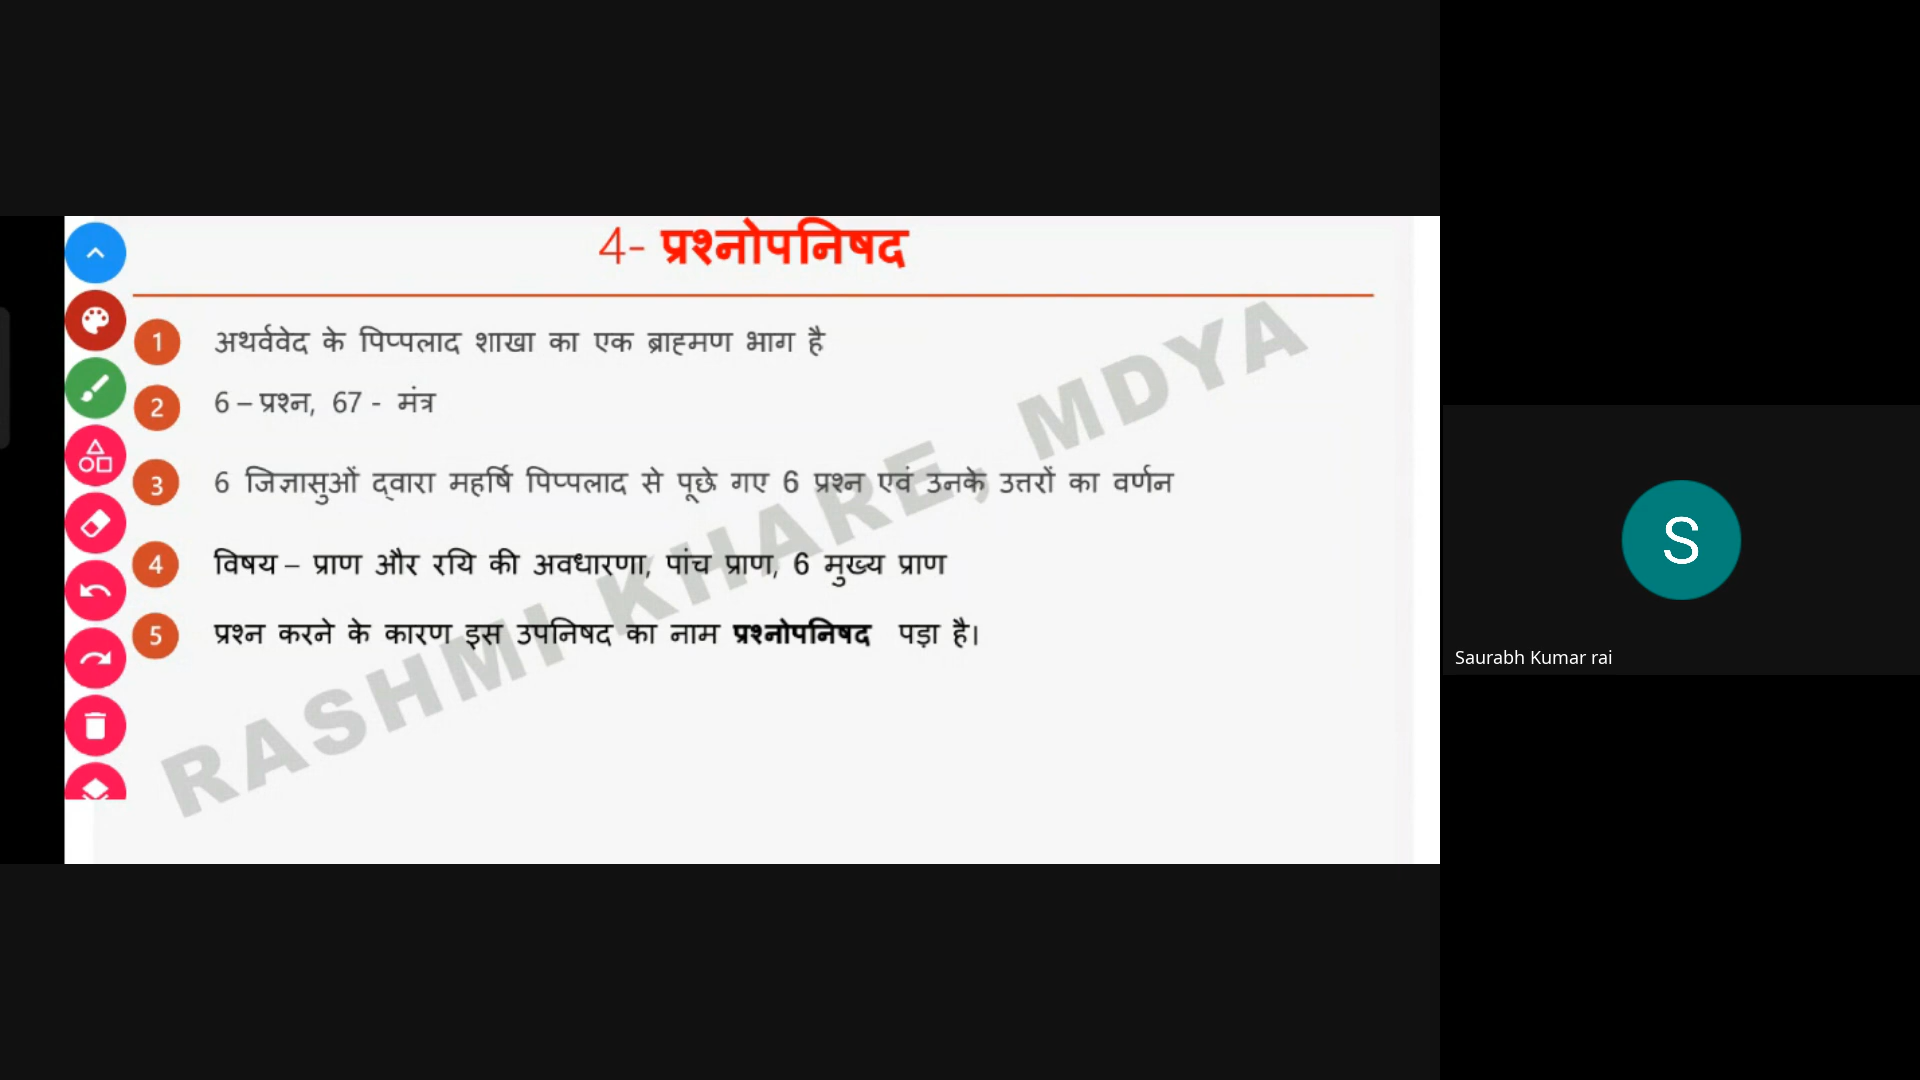 4- प्रश्नोपनिषद
1 अथर्ववेद के पिप्पलाद शाखा का एक ब्राह्मण भाग है
2 6 – प्रश्न, 67 - मंत्र
3 6 जिज्ञासुओं द्वारा महर्षि पिप्पलाद से पूछे गए 6 प्रश्न एवं उनके उत्तरों का वर्णन
4 विषय – प्राण और रयि की अवधारणा, पांच प्राण, 6 मुख्य प्राण
5 प्रश्न करने के कारण इस उपनिषद का नाम प्रश्नोपनिषद पड़ा है।
RASHMI KHARE, MDYA
S
Saurabh Kumar rai